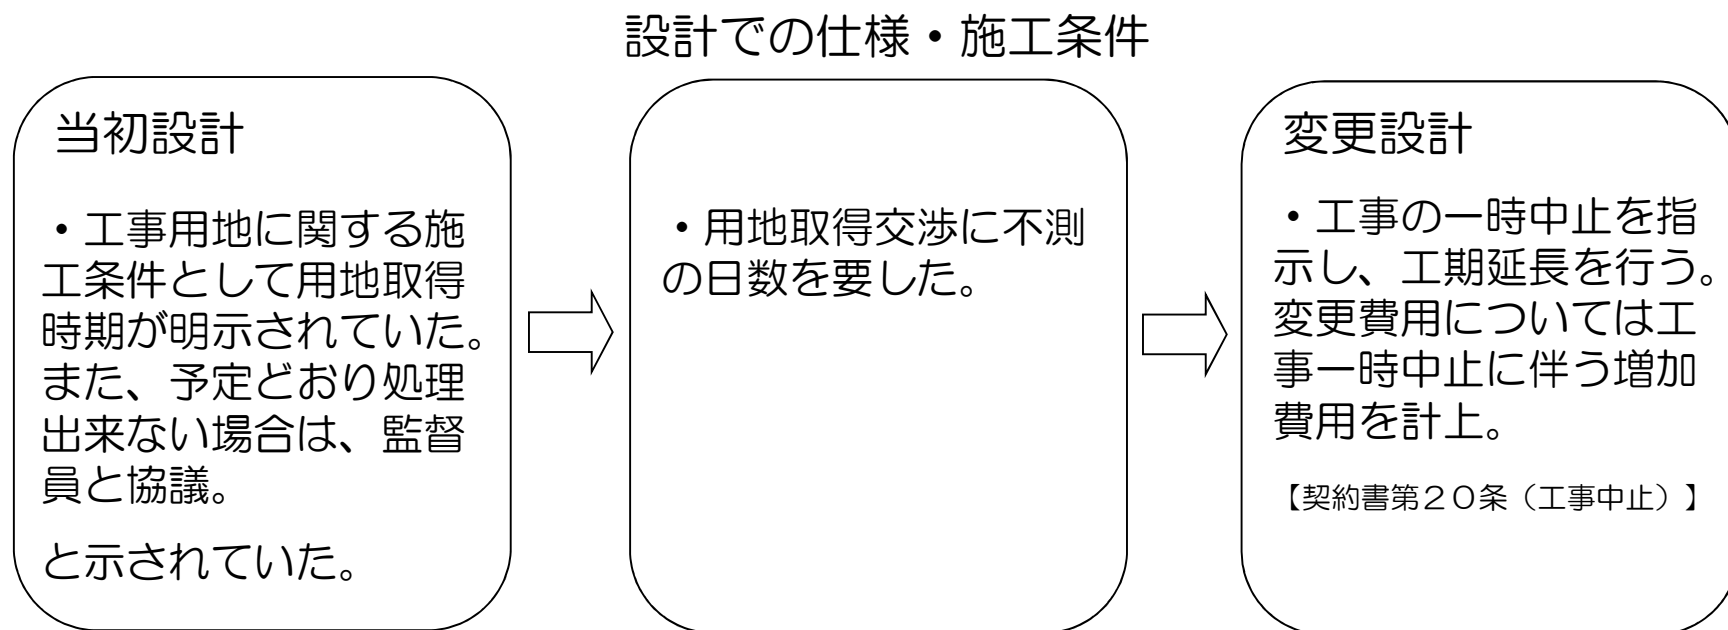 設計での仕様・施工条件
当初設計
・工事用地に関する施
工条件として用地取得
時期が明示されていた。
また、予定どおり処理
出来ない場合は、監督
員と協議。
と示されていた。
・用地取得交渉に不測
の日数を要した。
変更設計
・工事の一時中止を指
示し、工期延長を行う。
変更費用については工
事一時中止に伴う増加
費用を計上。
【契約書第２０条（工事中止）】